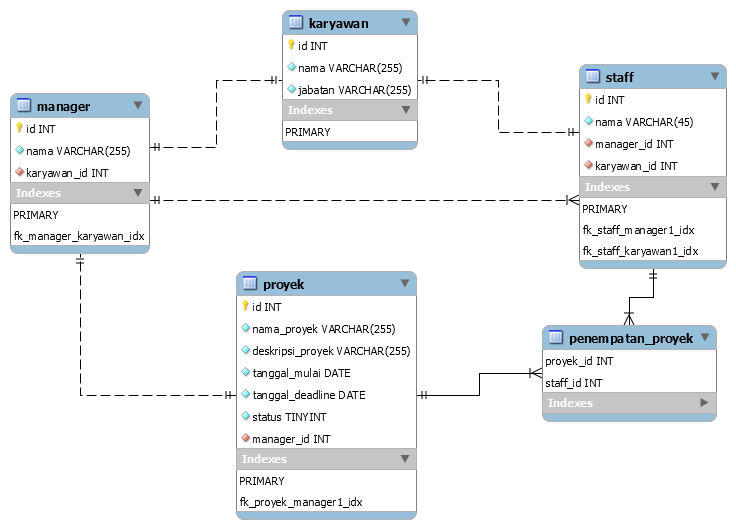 karyawan
id INT
nama VARCHAR(255)
jabatan VARCHAR(255)
Indexes
PRIMARY
manager
id INT
nama VARCHAR(255)
karyawan_id INT
Indexes
PRIMARY
fk_manager_karyawan_idx
staff
id INT
nama VARCHAR(45)
manager_id INT
karyawan_id INT
Indexes
PRIMARY
fk_staff_manager1_idx
fk_staff_karyawan1_idx
proyek
id INT
nama_proyek VARCHAR(255)
deskripsi_proyek VARCHAR(255)
tanggal_mulai DATE
tanggal_deadline DATE
status TINYINT
manager_id INT
Indexes
PRIMARY
fk_proyek_manager1_idx
penempatan_proyek
proyek_id INT
staff_id INT
Indexes